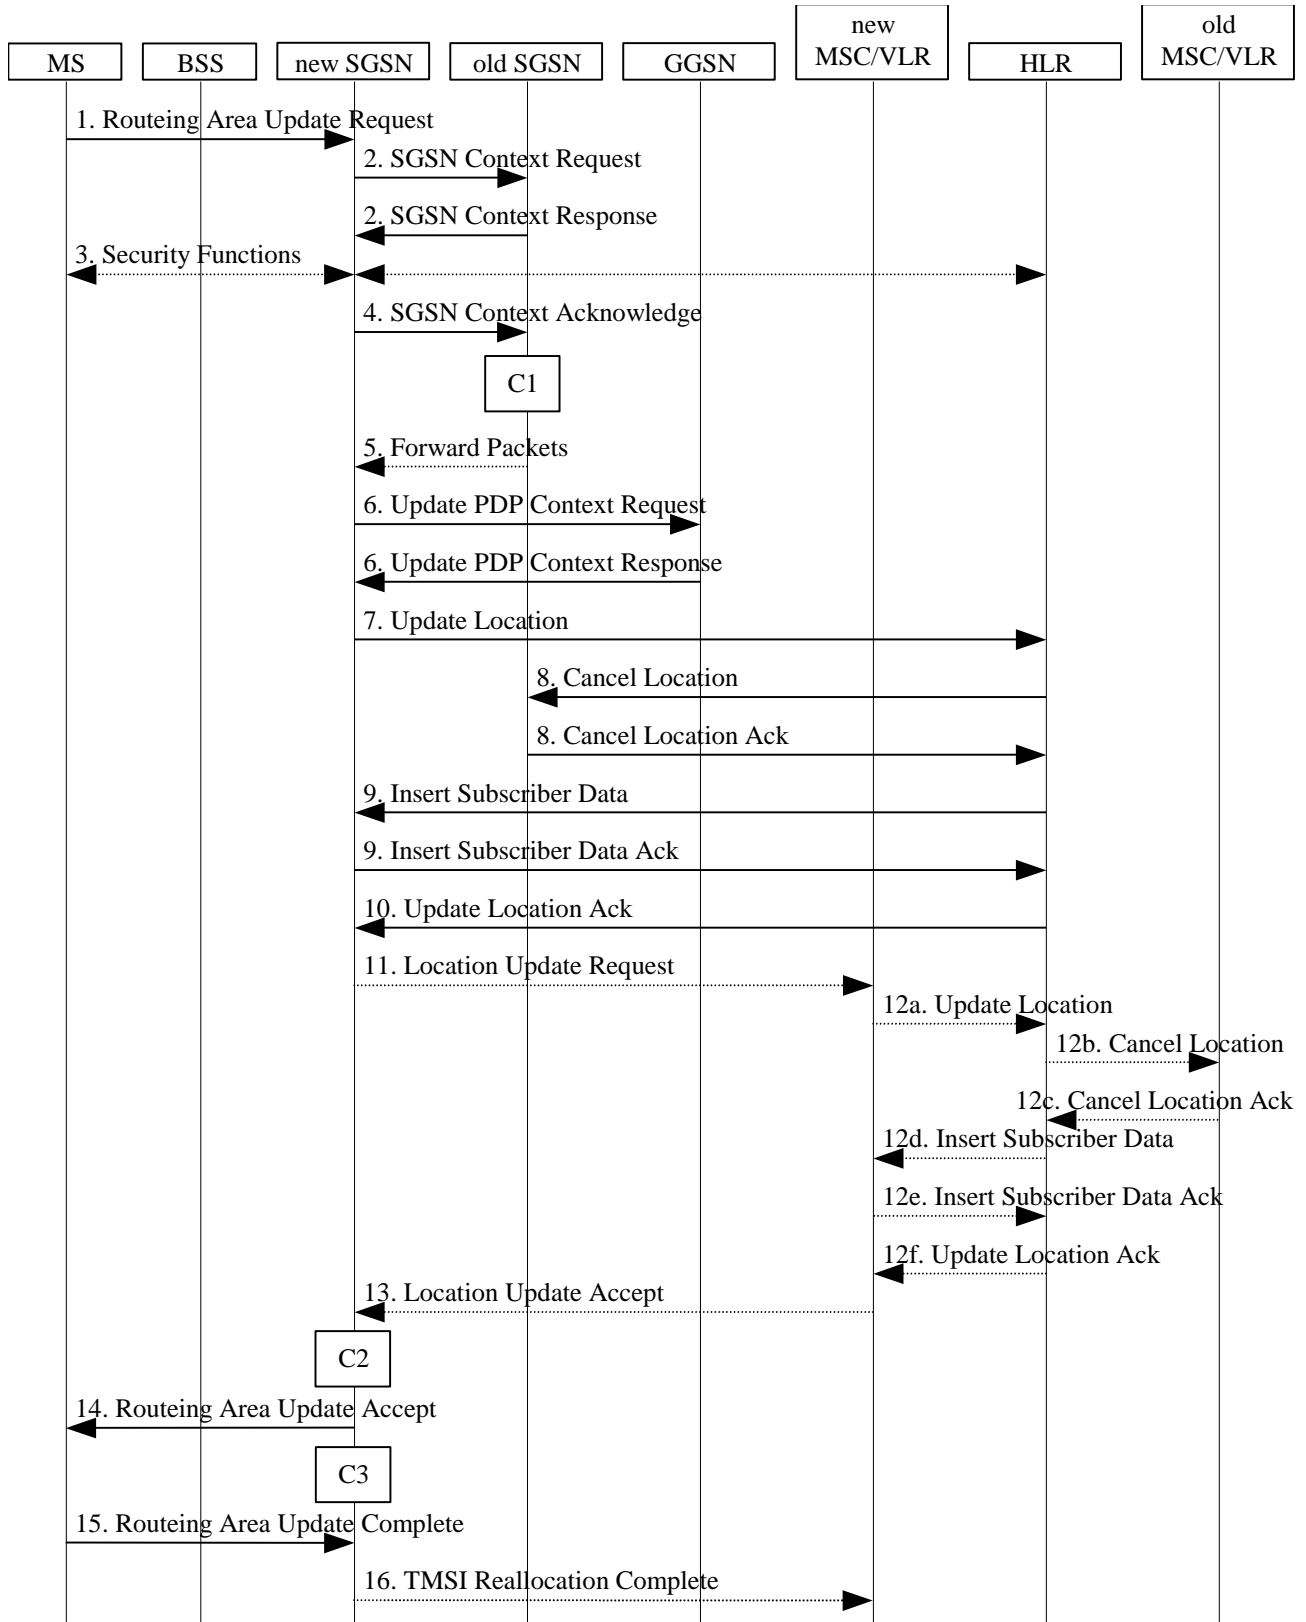 new
old
MS
BSS
new SGSN
old SGSN
GGSN
MSC/VLR
HLR
MSC/VLR
1. Routeing Area Update Request
2. SGSN Context Request
2. SGSN Context Response
3. Security Functions
4. SGSN Context Acknowledge
C1
5. Forward Packets
6. Update PDP Context Request
6. Update PDP Context Response
7. Update Location
8. Cancel Location
8. Cancel Location Ack
9. Insert Subscriber Data
9. Insert Subscriber Data Ack
10. Update Location Ack
11. Location Update Request
12a. Update Location
12b. Cancel Location
12c. Cancel Location Ack
12d. Insert Subscriber Data
12e. Insert Subscriber Data Ack
12f. Update Location Ack
13. Location Update Accept
C2
14. Routeing Area Update Accept
C3
15. Routeing Area Update Complete
16. TMSI Reallocation Complete